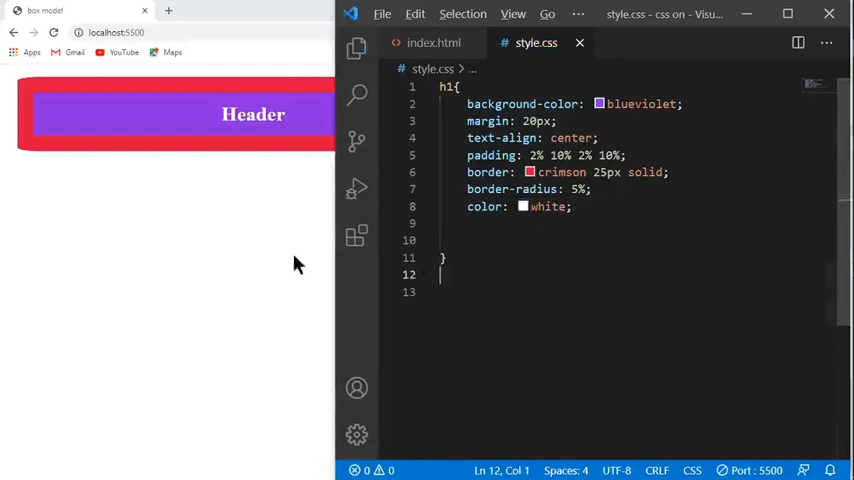 box model
localhost:5500
Apps Gmail YouTube Maps
Header
File Edit Selection View Go ··· style.css - css on - Visu...
index.html # style.css
# style.css > ...
1 h1{
2 background-color: blueviolet;
3 margin: 20px;
4 text-align: center;
5 padding: 2% 10% 2% 10%;
6 border: crimson 25px solid;
7 border-radius: 5%;
8 color: white;
9
10
11 }
12
13
0 0 Ln 12, Col 1 Spaces: 4 UTF-8 CRLF CSS Port : 5500